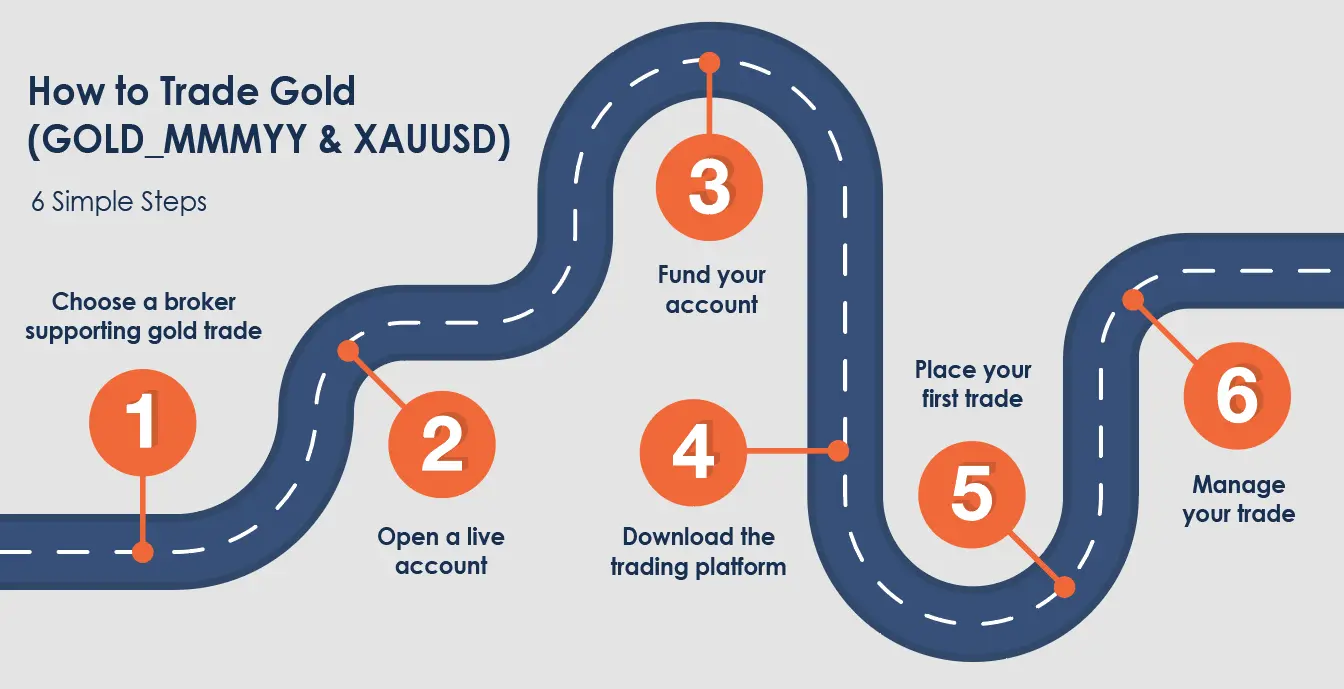 How to Trade Gold
(GOLD_MMMYY & XAUUSD)
6 Simple Steps
Choose a broker
supporting gold trade
1
2
Open a live
account
3
Fund your
account
4
Download the
trading platform
Place your
first trade
5
6
Manage
your trade